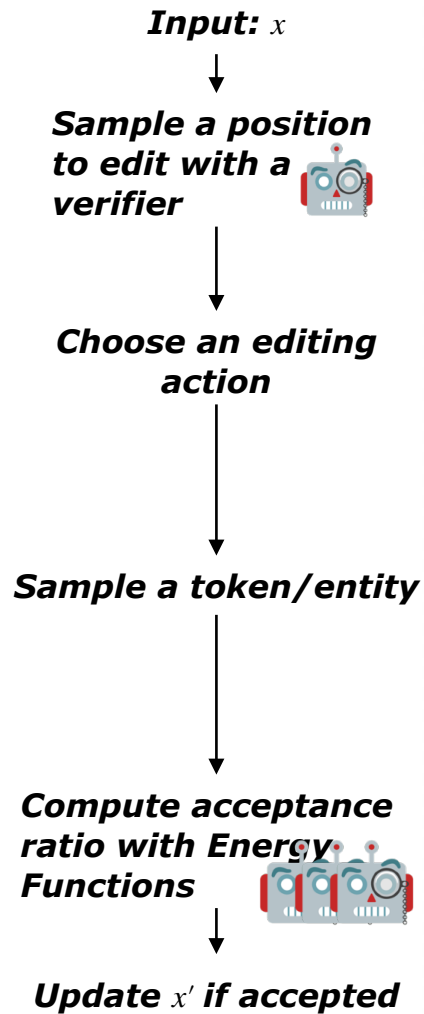 Input: x
Sample a position
to edit with a
verifier
Choose an editing
action
Sample a token/entity
Compute acceptance
ratio with Energy
Functions
Update x′ if accepted